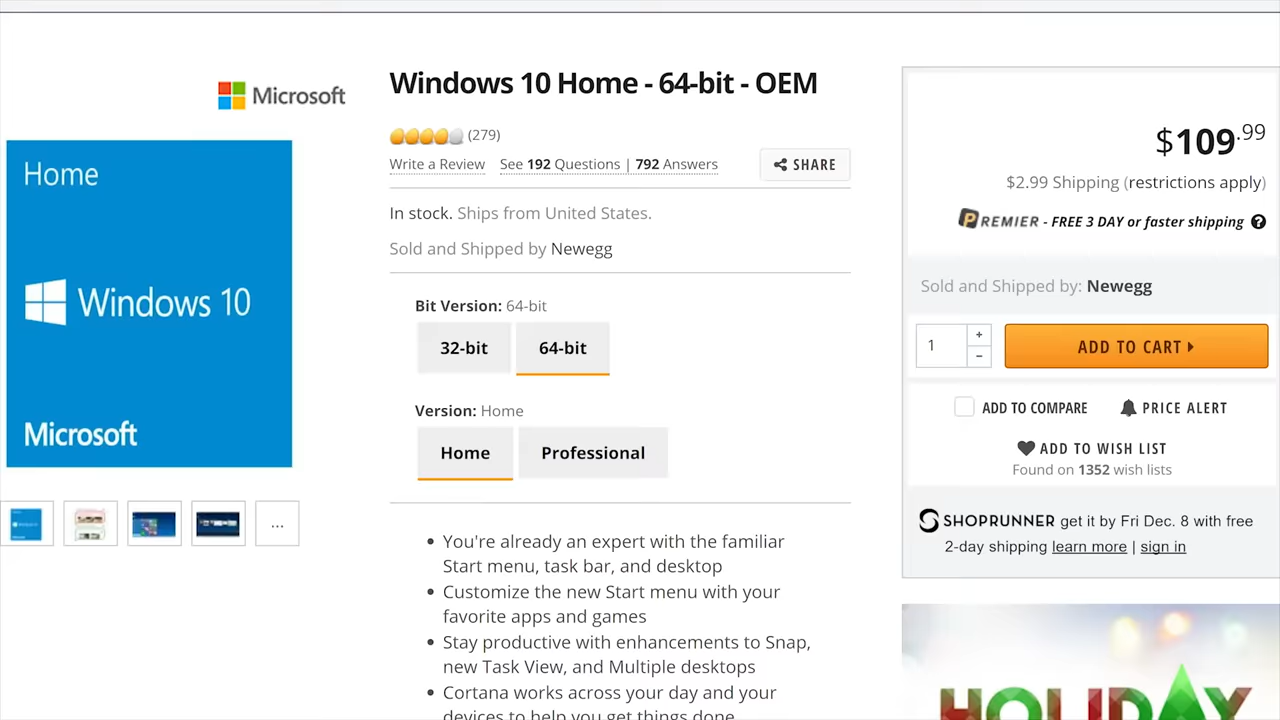 Microsoft
Home
Windows 10
Microsoft
...
Windows 10 Home - 64-bit - OEM
(279)
Write a Review See 192 Questions | 792 Answers
SHARE
In stock. Ships from United States.
Sold and Shipped by Newegg
Bit Version: 64-bit
32-bit 64-bit
Version: Home
Home Professional
• You're already an expert with the familiar
Start menu, task bar, and desktop
• Customize the new Start menu with your
favorite apps and games
• Stay productive with enhancements to Snap,
new Task View, and Multiple desktops
• Cortana works across your day and your
devices to help you get things done
$109.99
$2.99 Shipping (restrictions apply)
PREMIER - FREE 3 DAY or faster shipping ?
Sold and Shipped by: Newegg
1 + -
ADD TO CART
ADD TO COMPARE PRICE ALERT
ADD TO WISH LIST
Found on 1352 wish lists
SHOPRUNNER get it by Fri Dec. 8 with free
2-day shipping learn more | sign in
HOLIDAY